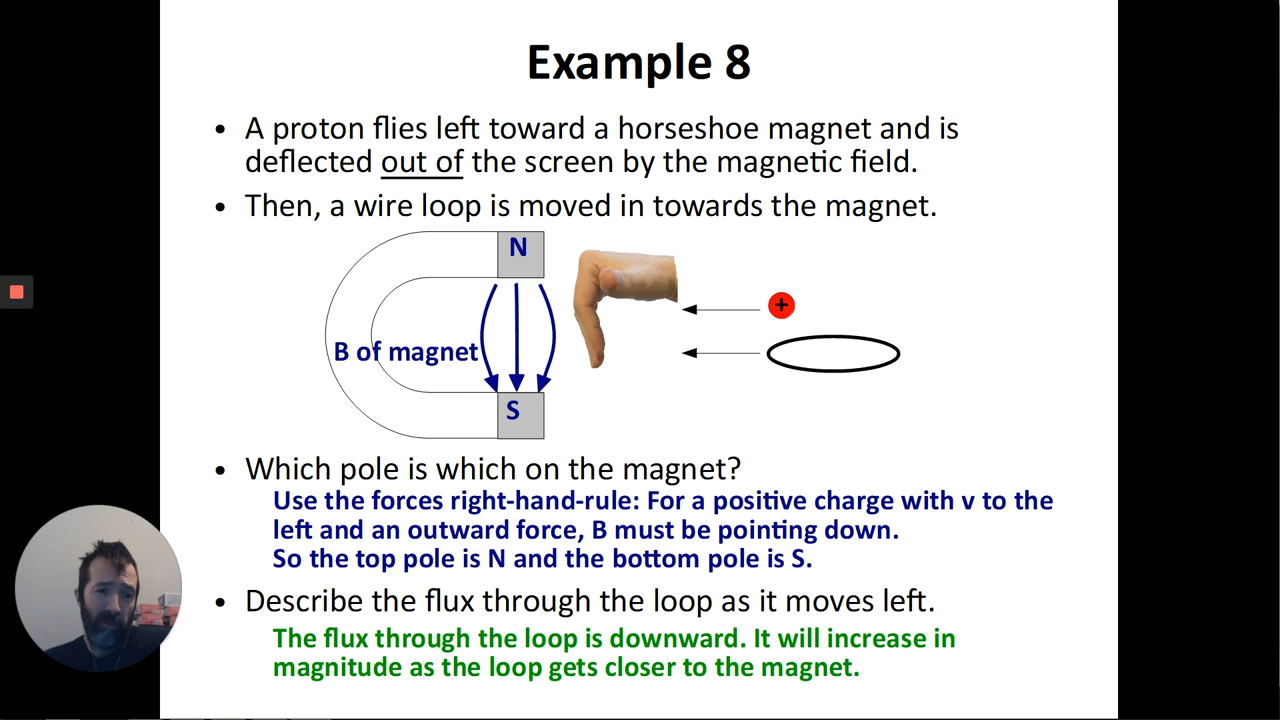 Example 8
• A proton flies left toward a horseshoe magnet and is
deflected out of the screen by the magnetic field.
• Then, a wire loop is moved in towards the magnet.
N
+
B of magnet
S
• Which pole is which on the magnet?
Use the forces right-hand-rule: For a positive charge with v to the
left and an outward force, B must be pointing down.
So the top pole is N and the bottom pole is S.
• Describe the flux through the loop as it moves left.
The flux through the loop is downward. It will increase in
magnitude as the loop gets closer to the magnet.